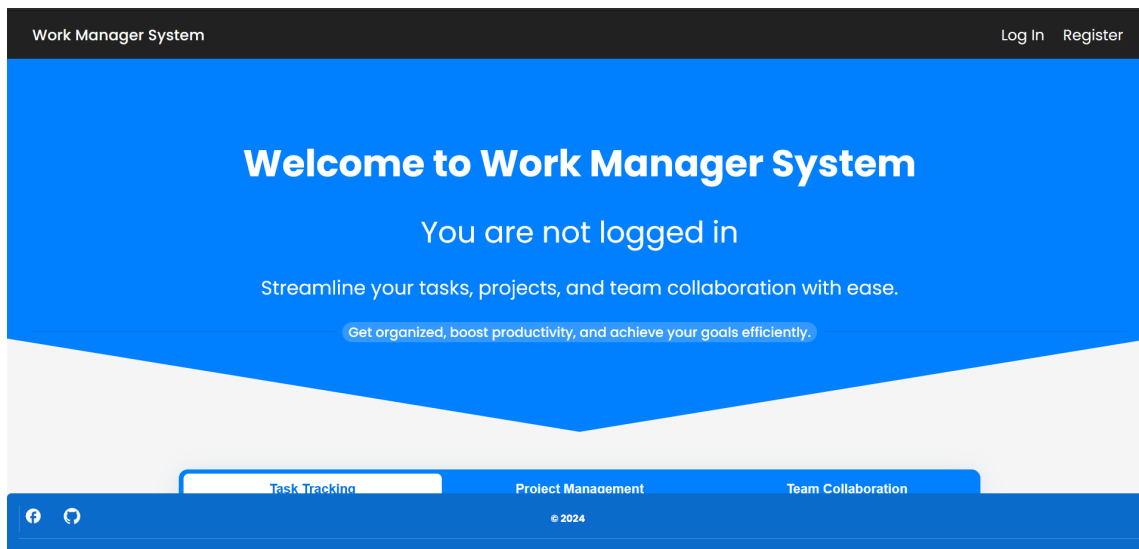 Work Manager System Log In Register
Welcome to Work Manager System
You are not logged in
Streamline your tasks, projects, and team collaboration with ease.
Get organized, boost productivity, and achieve your goals efficiently.
Task Tracking Project Management Team Collaboration
© 2024